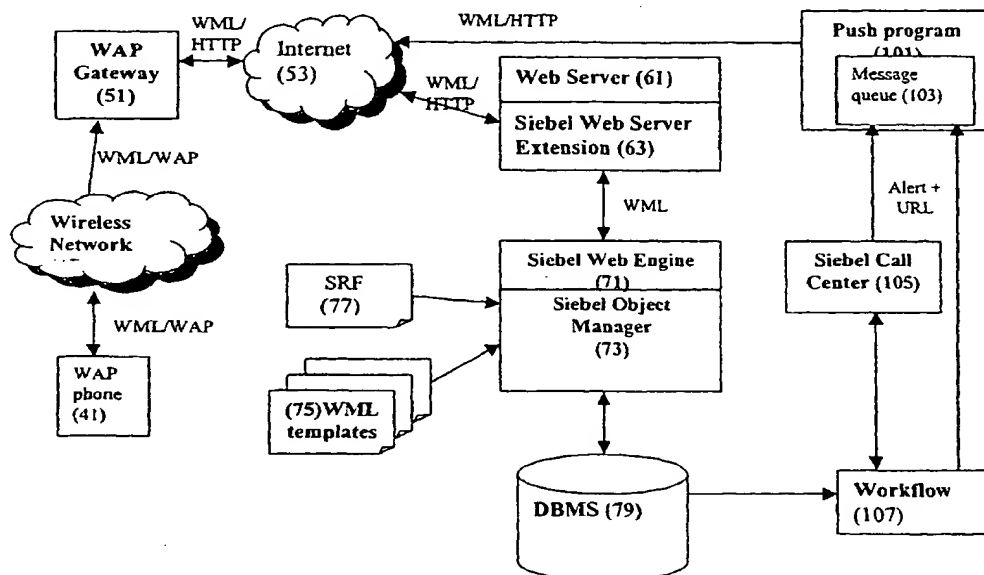 WML/
HTTP
WAP
Gateway
(51)
Internet
(53)
WML/HTTP
WML/
HTTP
Push program
(101)
Message
queue (103)
Web Server (61)
Siebel Web Server
Extension (63)
WML/WAP
WML
Alert +
URL
Wireless
Network
Siebel Web Engine
(71)
Siebel Object
Manager
(73)
Siebel Call
Center (105)
SRF
(77)
WML/WAP
WAP
phone
(41)
(75)WML
templates
DBMS (79)
Workflow
(107)